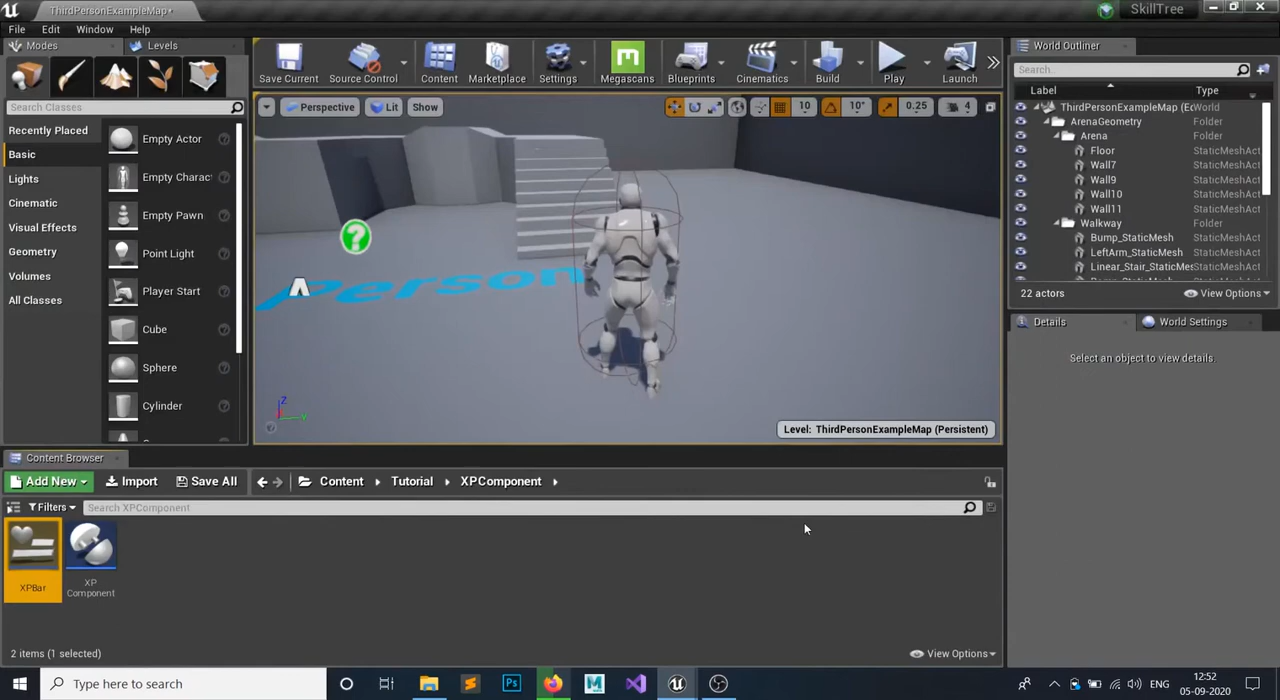 ThirdPersonExampleMap*
SkillTree
File Edit Window Help
Modes
Levels
Search Classes
Recently Placed
Basic
Lights
Cinematic
Visual Effects
Geometry
Volumes
All Classes
Empty Actor
Empty Charac
Empty Pawn
Point Light
Player Start
Cube
Sphere
Cylinder
Save Current
Source Control
Content
Marketplace
Settings
Megascans
Blueprints
Cinematics
Build
Play
Launch
Perspective
Lit
Show
10
10°
0.25
4
Person
Z
Level: ThirdPersonExampleMap (Persistent)
World Outliner
Search...
Label Type
ThirdPersonExampleMap (Ec World
ArenaGeometry Folder
Arena Folder
Floor StaticMeshAct
Wall7 StaticMeshAct
Wall9 StaticMeshAct
Wall10 StaticMeshAct
Wall11 StaticMeshAct
Walkway Folder
Bump_StaticMesh StaticMeshAct
LeftArm_StaticMesh StaticMeshAct
Linear_Stair_StaticMes StaticMeshAct
22 actors
View Options
Details
World Settings
Select an object to view details.
Content Browser
Add New
Import
Save All
Content
Tutorial
XPComponent
Filters
Search XPComponent
XPBar
XP
Component
2 items (1 selected)
View Options
Type here to search
Ps
ENG
12:52
05-09-2020